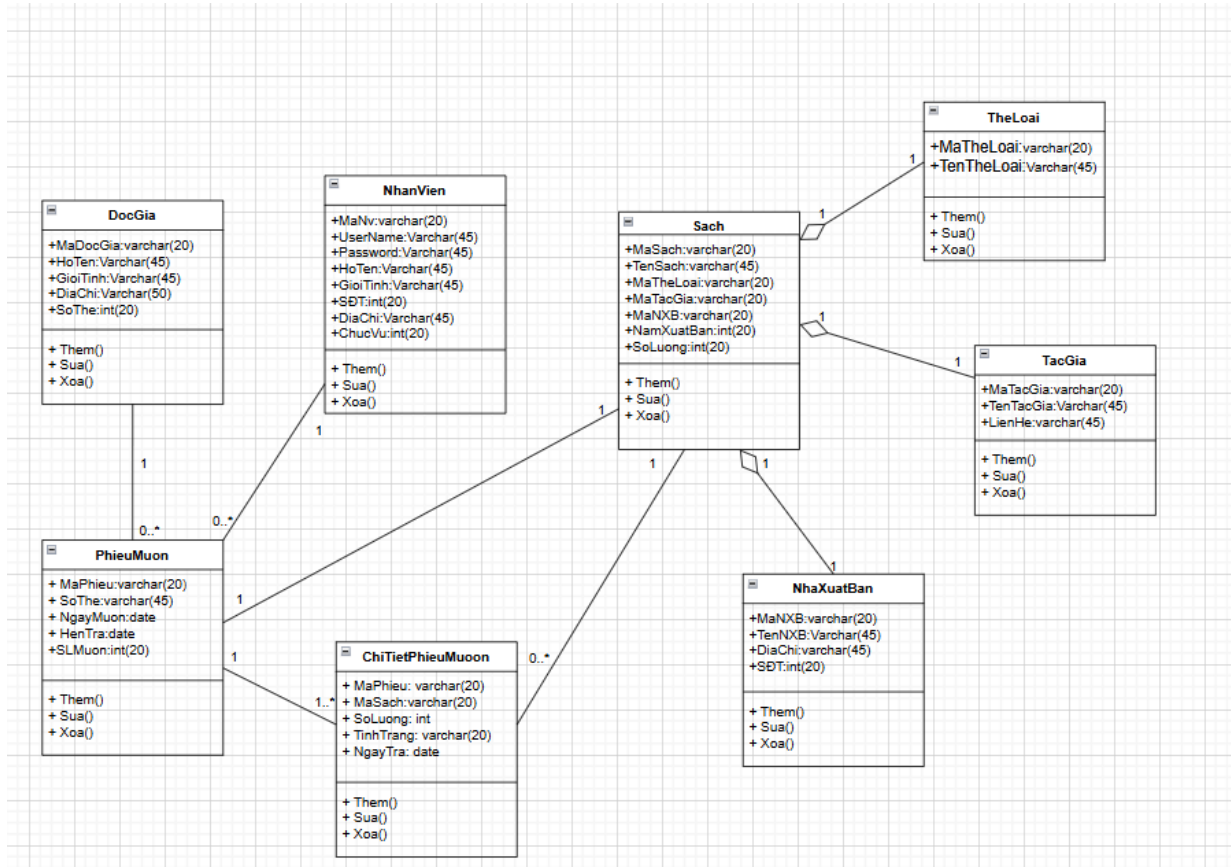 TheLoai
+MaTheLoai:varchar(20)
+TenTheLoai:Varchar(45)
+ Them()
+ Sua()
+ Xoa()
1
1
NhanVien
+MaNv:varchar(20)
+UserName:Varchar(45)
+Password:Varchar(45)
+HoTen:Varchar(45)
+GioiTinh:Varchar(45)
+SĐT:int(20)
+DiaChi:Varchar(45)
+ChucVu:int(20)
+ Them()
+ Sua()
+ Xoa()
1
0..*
DocGia
+MaDocGia:varchar(20)
+HoTen:Varchar(45)
+GioiTinh:Varchar(45)
+DiaChi:Varchar(50)
+SoThe:int(20)
+ Them()
+ Sua()
+ Xoa()
1
0..*
Sach
+MaSach:varchar(20)
+TenSach:varchar(45)
+MaTheLoai:varchar(20)
+MaTacGia:varchar(20)
+MaNXB:varchar(20)
+NamXuatBan:int(20)
+SoLuong:int(20)
+ Them()
+ Sua()
+ Xoa()
1
1
1
1
TacGia
+MaTacGia:varchar(20)
+TenTacGia:Varchar(45)
+LienHe:varchar(45)
+ Them()
+ Sua()
+ Xoa()
1
1
PhieuMuon
+ MaPhieu:varchar(20)
+ SoThe:varchar(45)
+ NgayMuon:date
+ HenTra:date
+SLMuon:int(20)
+ Them()
+ Sua()
+ Xoa()
1
1
1..*
ChiTietPhieuMuoon
+ MaPhieu: varchar(20)
+ MaSach:varchar(20)
+ SoLuong: int
+ TinhTrang: varchar(20)
+ NgayTra: date
+ Them()
+ Sua()
+ Xoa()
0..*
NhaXuatBan
+MaNXB:varchar(20)
+TenNXB:Varchar(45)
+DiaChi:varchar(45)
+SĐT:int(20)
+ Them()
+ Sua()
+ Xoa()
1